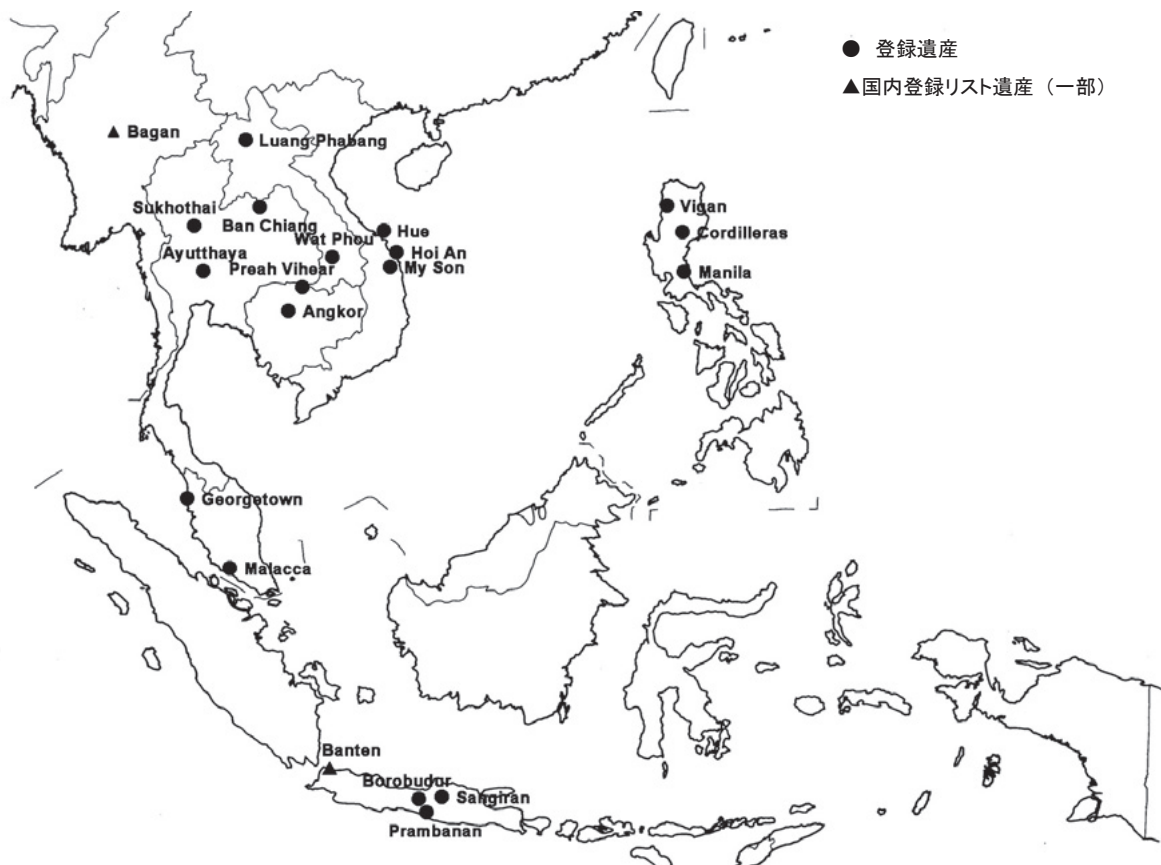 ● 登録遺産
▲国内登録リスト遺産（一部）
Bagan
Luang Phabang
Sukhothai
Ban Chiang
Vigan
Hue
Cordilleras
Wat Phou
Hoi An
Ayutthaya
Preah Vihear
My Son
Manila
Angkor
Georgetown
Malacca
Banten
Borobudur
Sangiran
Prambanan